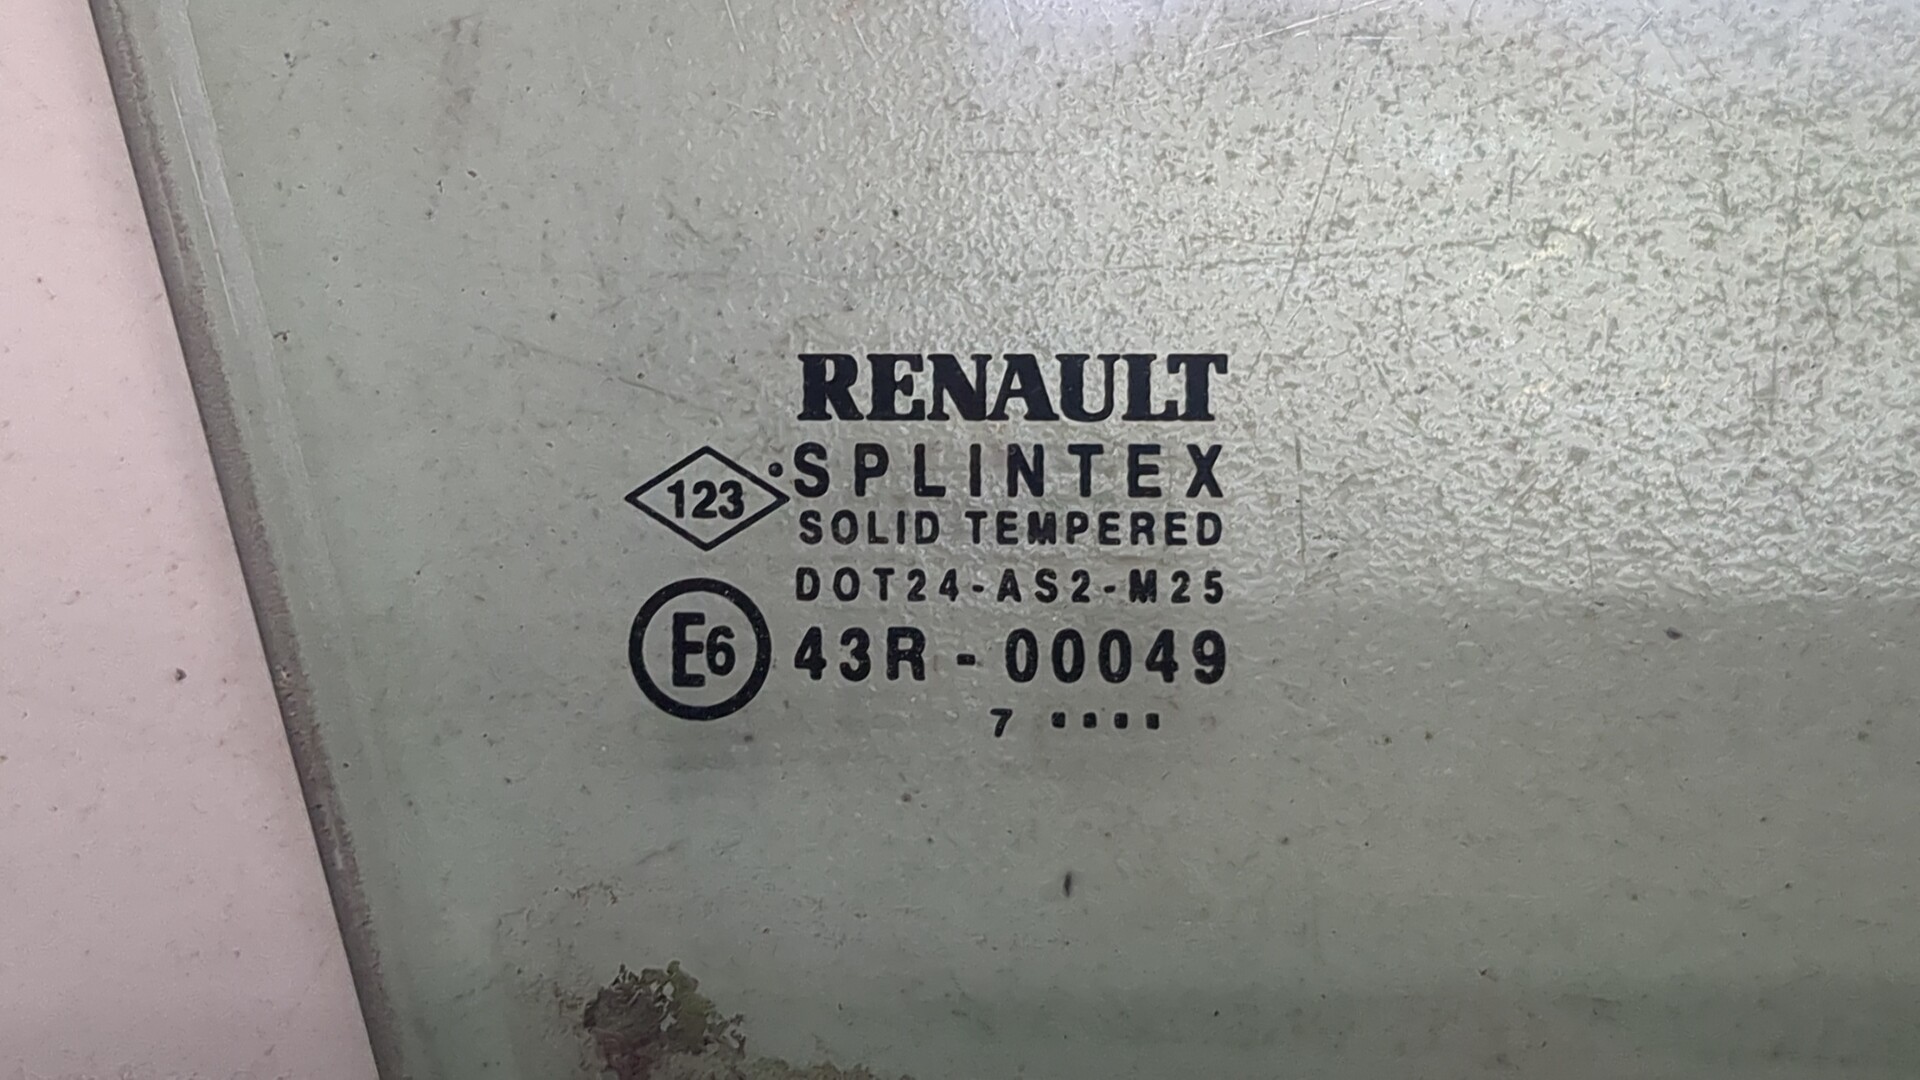 RENAULT
123 SPLINTEX
SOLID TEMPERED
DOT24-AS2-M25
E6 43R - 00049
7 ....